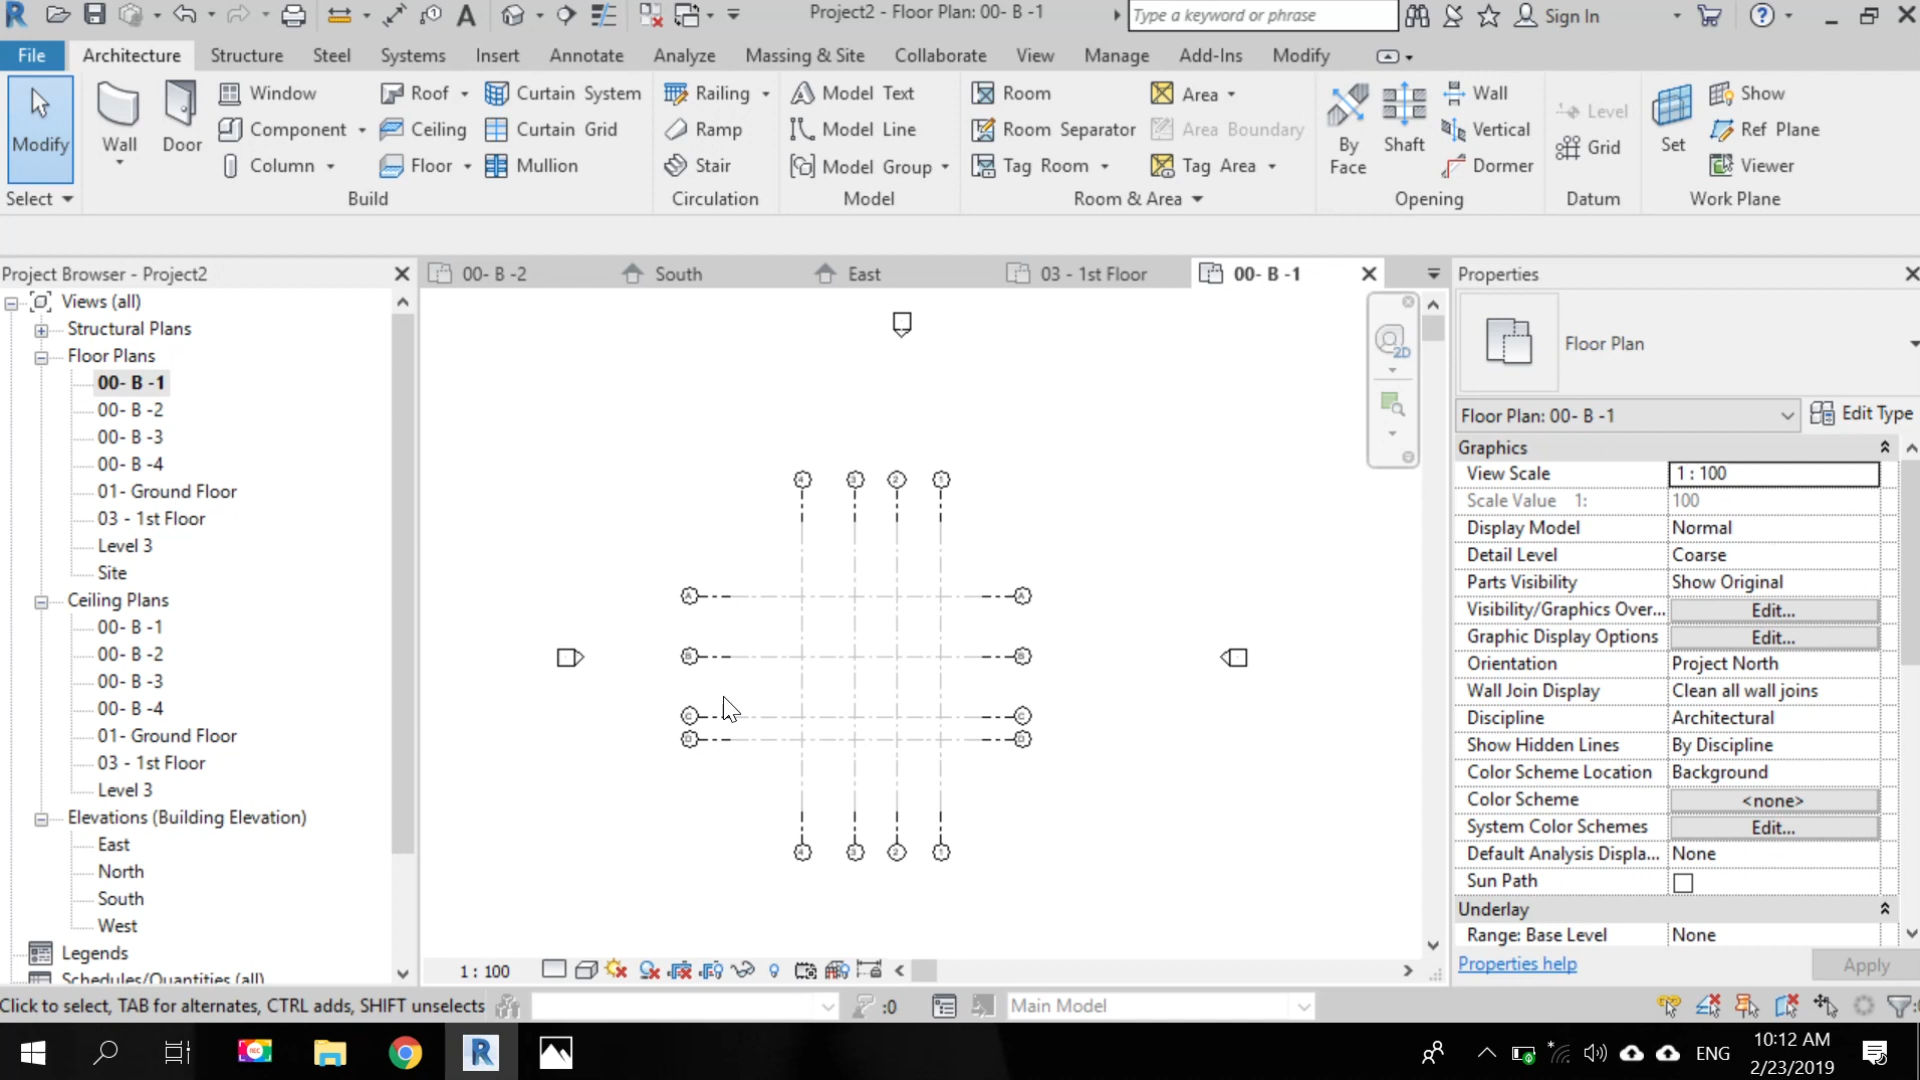 Project2 - Floor Plan: 00- B -1
Type a keyword or phrase
Sign In
File Architecture Structure Steel Systems Insert Annotate Analyze Massing & Site Collaborate View Manage Add-Ins Modify
Modify
Select
Wall
Door
Window
Component
Column
Roof
Ceiling
Floor
Curtain System
Curtain Grid
Mullion
Build
Railing
Ramp
Stair
Circulation
Model Text
Model Line
Model Group
Model
Room
Room Separator
Tag Room
Area
Area Boundary
Tag Area
Room & Area
By
Face
Shaft
Wall
Vertical
Dormer
Opening
Level
Grid
Datum
Set
Show
Ref Plane
Viewer
Work Plane
Project Browser - Project2
Views (all)
Structural Plans
Floor Plans
00- B -1
00- B -2
00- B -3
00- B -4
01- Ground Floor
03 - 1st Floor
Level 3
Site
Ceiling Plans
00- B -1
00- B -2
00- B -3
00- B -4
01- Ground Floor
03 - 1st Floor
Level 3
Elevations (Building Elevation)
East
North
South
West
Legends
Schedules/Quantities (all)
00- B -2
South
East
03 - 1st Floor
00- B -1
2D
4 3 2 1
A A
B B
C C
D D
4 3 2 1
1 : 100
Properties
Floor Plan
Floor Plan: 00- B -1
Edit Type
Graphics
View Scale 1 : 100
Scale Value 1: 100
Display Model Normal
Detail Level Coarse
Parts Visibility Show Original
Visibility/Graphics Over... Edit...
Graphic Display Options Edit...
Orientation Project North
Wall Join Display Clean all wall joins
Discipline Architectural
Show Hidden Lines By Discipline
Color Scheme Location Background
Color Scheme <none>
System Color Schemes Edit...
Default Analysis Displa... None
Sun Path
Underlay
Range: Base Level None
Properties help
Apply
Click to select, TAB for alternates, CTRL adds, SHIFT unselects
:0
Main Model
ENG
10:12 AM
2/23/2019